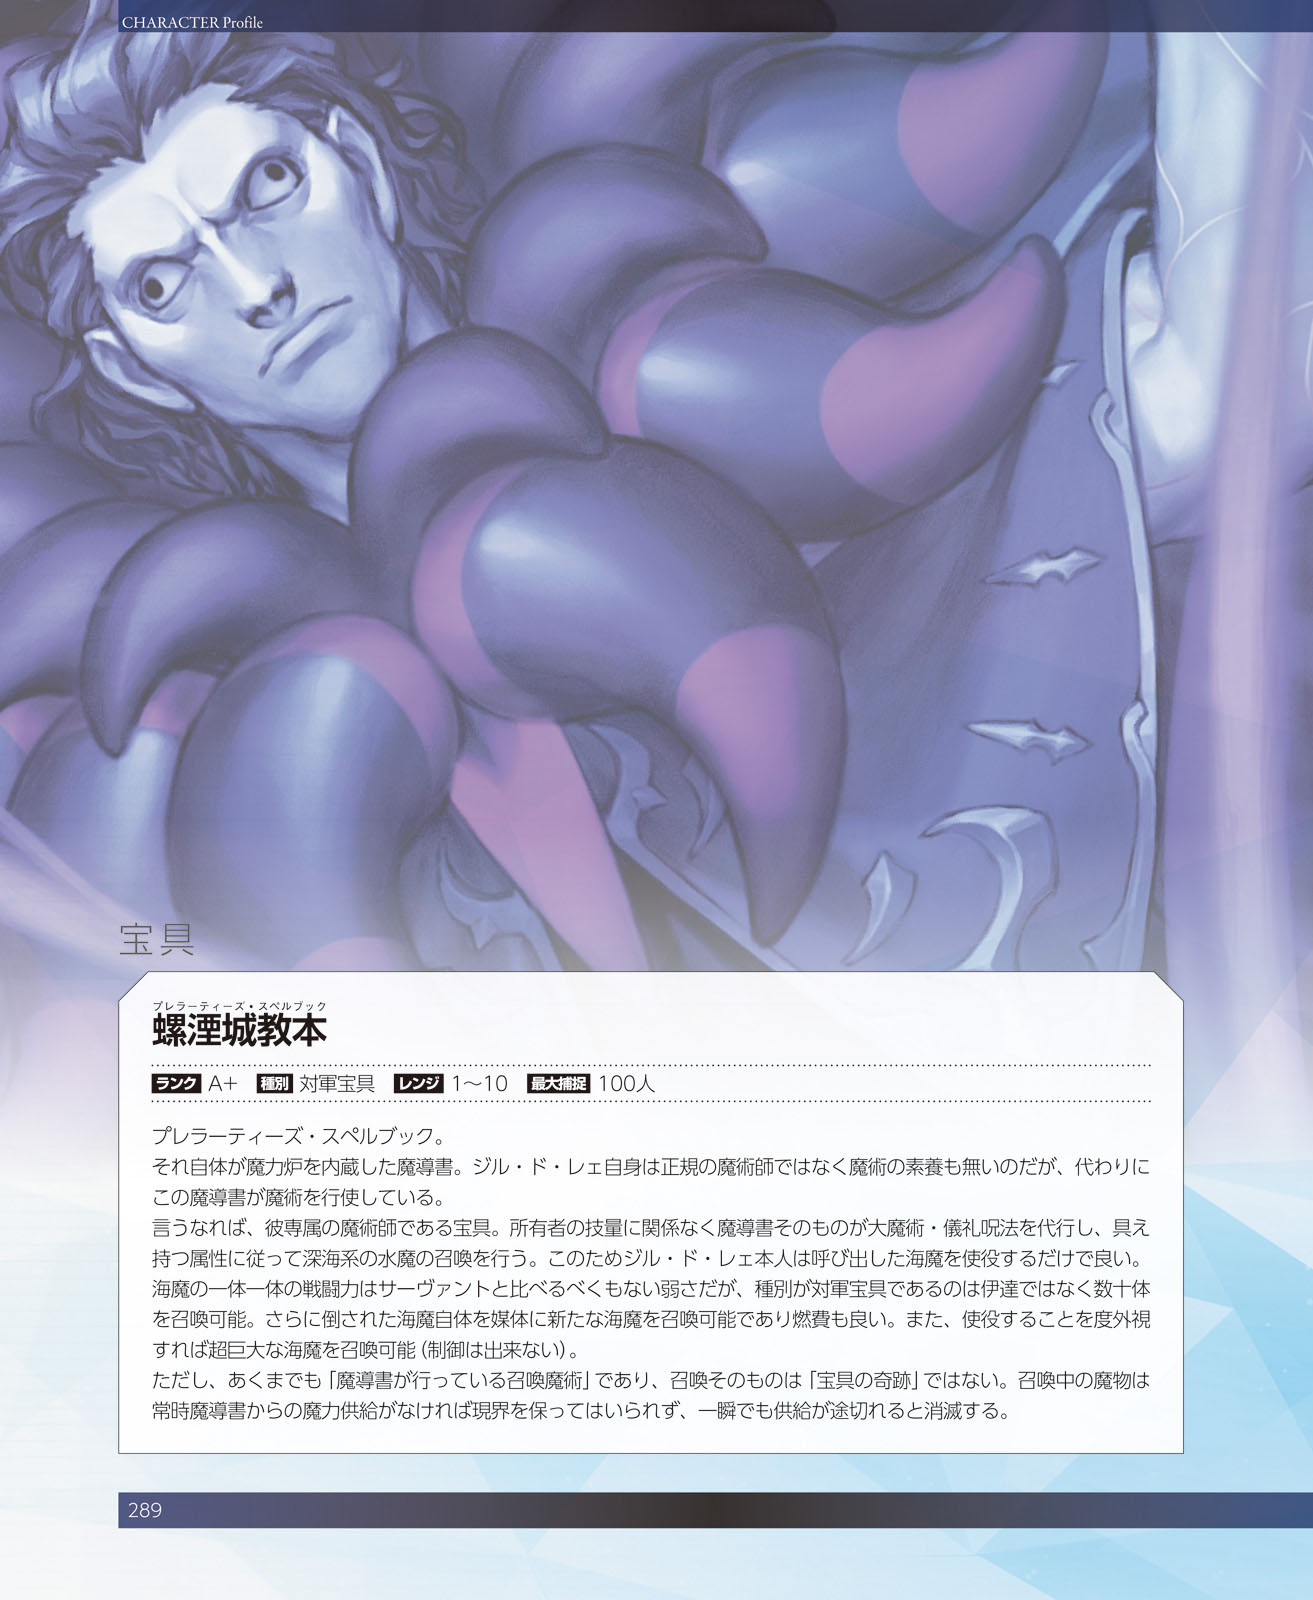 CHARACTER Profile
宝具
プレラーティーズ・スペルブック
螺湮城教本
ランク A+ 種別 対軍宝具 レンジ 1〜10 最大捕捉 100人
プレラーティーズ・スペルブック。
それ自体が魔力炉を内蔵した魔導書。ジル・ド・レェ自身は正規の魔術師ではなく魔術の素養も無いのだが、代わりに
この魔導書が魔術を行使している。
言うなれば、彼専属の魔術師である宝具。所有者の技量に関係なく魔導書そのものが大魔術・儀礼呪法を代行し、具え
持つ属性に従って深海系の水魔の召喚を行う。このためジル・ド・レェ本人は呼び出した海魔を使役するだけで良い。
海魔の一体一体の戦闘力はサーヴァントと比べるべくもない弱さだが、種別が対軍宝具であるのは伊達ではなく数十体
を召喚可能。さらに倒された海魔自体を媒体に新たな海魔を召喚可能であり燃費も良い。また、使役することを度外視
すれば超巨大な海魔を召喚可能（制御は出来ない）。
ただし、あくまでも「魔導書が行っている召喚魔術」であり、召喚そのものは「宝具の奇跡」ではない。召喚中の魔物は
常時魔導書からの魔力供給がなければ現界を保ってはいられず、一瞬でも供給が途切れると消滅する。
289